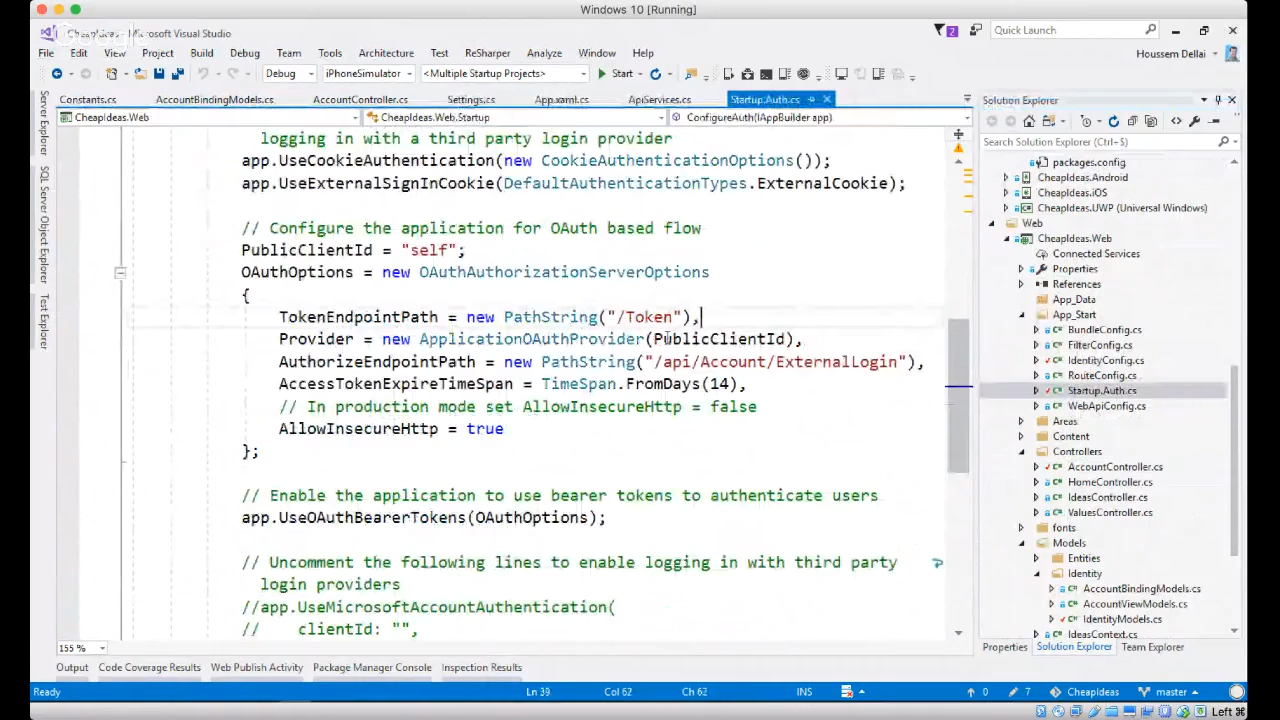 Windows 10 [Running]
CheapIdeas - Microsoft Visual Studio
2
Quick Launch
File Edit View Project Build Debug Team Tools Architecture Test ReSharper Analyze Window Help
Houssem Dellai
Debug iPhoneSimulator <Multiple Startup Projects> Start
Constants.cs AccountBindingModels.cs AccountController.cs Settings.cs App.xaml.cs ApiServices.cs Startup.Auth.cs
CheapIdeas.Web CheapIdeas.Web.Startup ConfigureAuth(IAppBuilder app)
logging in with a third party login provider
app.UseCookieAuthentication(new CookieAuthenticationOptions());
app.UseExternalSignInCookie(DefaultAuthenticationTypes.ExternalCookie);
// Configure the application for OAuth based flow
PublicClientId = "self";
OAuthOptions = new OAuthAuthorizationServerOptions
{
TokenEndpointPath = new PathString("/Token"),
Provider = new ApplicationOAuthProvider(PublicClientId),
AuthorizeEndpointPath = new PathString("/api/Account/ExternalLogin"),
AccessTokenExpireTimeSpan = TimeSpan.FromDays(14),
// In production mode set AllowInsecureHttp = false
AllowInsecureHttp = true
};
// Enable the application to use bearer tokens to authenticate users
app.UseOAuthBearerTokens(OAuthOptions);
// Uncomment the following lines to enable logging in with third party
login providers
//app.UseMicrosoftAccountAuthentication(
// clientId: "",
155 %
Server Explorer
SQL Server Object Explorer
Test Explorer
Solution Explorer
Search Solution Explorer (Ctrl+$)
packages.config
CheapIdeas.Android
CheapIdeas.iOS
CheapIdeas.UWP (Universal Windows)
Web
CheapIdeas.Web
Connected Services
Properties
References
App_Data
App_Start
BundleConfig.cs
FilterConfig.cs
IdentityConfig.cs
RouteConfig.cs
Startup.Auth.cs
WebApiConfig.cs
Areas
Content
Controllers
AccountController.cs
HomeController.cs
IdeasController.cs
ValuesController.cs
fonts
Models
Entities
Identity
AccountBindingModels.cs
AccountViewModels.cs
IdentityModels.cs
IdeasContext.cs
Properties Solution Explorer Team Explorer
Output Code Coverage Results Web Publish Activity Package Manager Console Inspection Results
Ready Ln 39 Col 62 Ch 62 INS 0 7 CheapIdeas master
Left ⌘